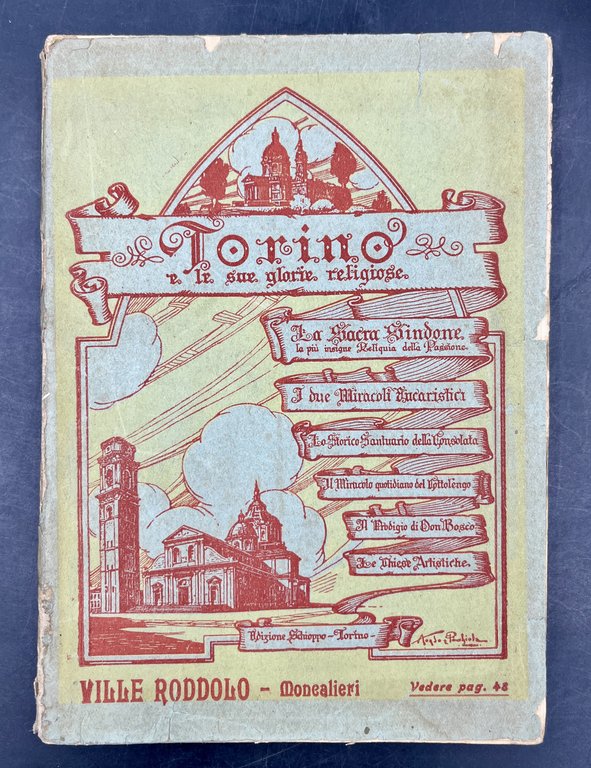 Torino
e le sue glorie religiose.
La Sacra Sindone.
la più insigne Reliquia della Passione.
I due Miracoli Eucaristici
Lo Storico Santuario della Consolata
Il Miracolo quotidiano del Cottolengo
Il Prodigio di Don Bosco
Le Chiese Artistiche.
Edizione Schioppo - Torino -
VILLE RODDOLO - Moncalieri
Vedere pag. 48